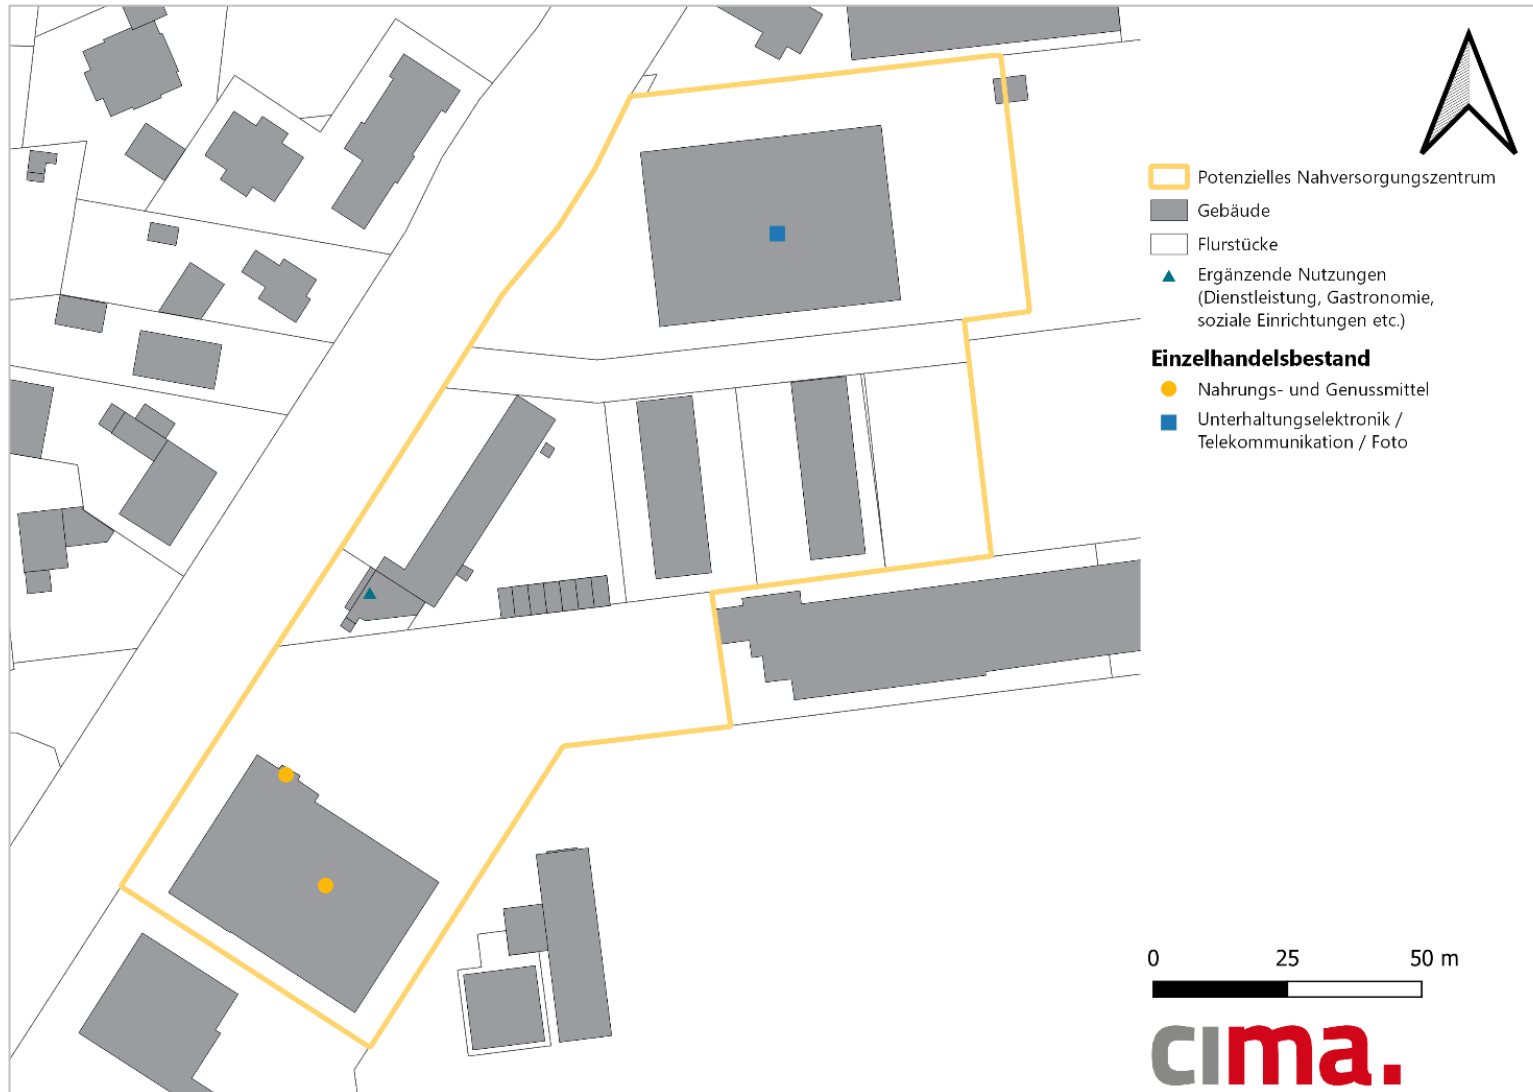 Potenzielles Nahversorgungszentrum
Gebäude
Flurstücke
Ergänzende Nutzungen
(Dienstleistung, Gastronomie,
soziale Einrichtungen etc.)
Einzelhandelsbestand
Nahrungs- und Genussmittel
Unterhaltungselektronik /
Telekommunikation / Foto
0 25 50 m
cima.